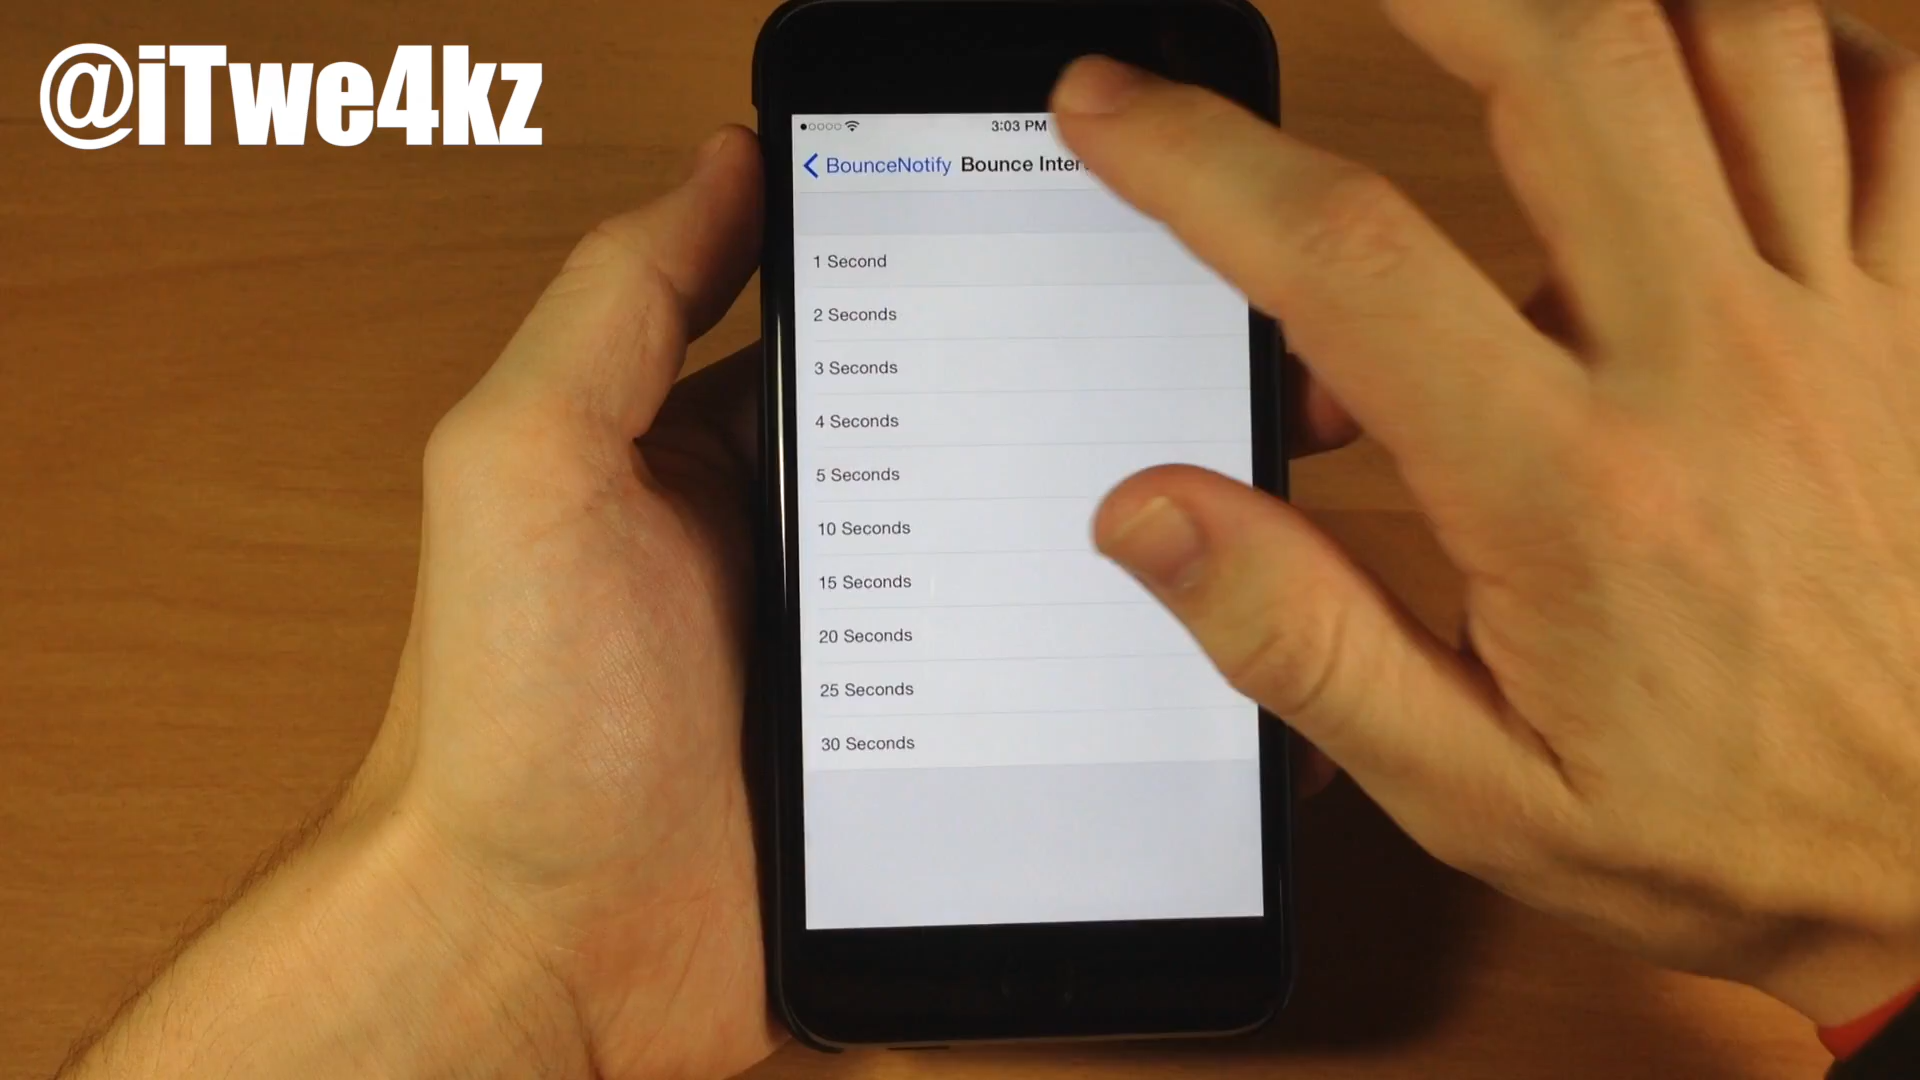 @iTwe4kz
3:03 PM
BounceNotify Bounce
1 Second
2 Seconds
3 Seconds
4 Seconds
5 Seconds
10 Seconds
15 Seconds
20 Seconds
25 Seconds
30 Seconds